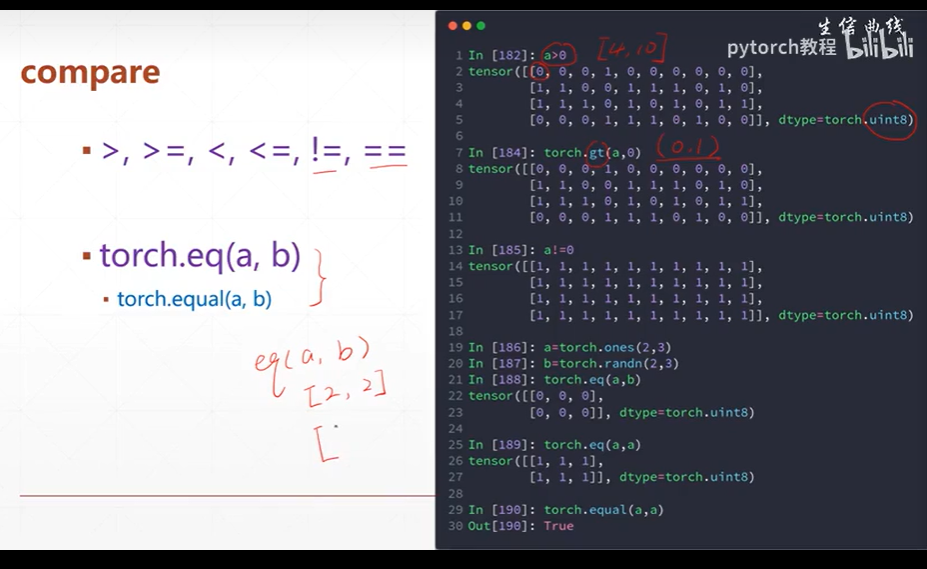 生信曲线
pytorch教程 bilibili
compare
>, >=, <, <=, !=, ==
torch.eq(a, b)
torch.equal(a, b)
eq(a, b)
[2, 2]
[
1 In [182]: a>0 [4,10]
2 tensor([[0, 0, 0, 1, 0, 0, 0, 0, 0, 0],
3 [1, 1, 0, 0, 1, 1, 1, 0, 1, 0],
4 [1, 1, 1, 0, 1, 0, 1, 0, 1, 1],
5 [0, 0, 0, 1, 1, 1, 0, 1, 0, 0]], dtype=torch.uint8)
6
7 In [184]: torch.gt(a,0) (0.1)
8 tensor([[0, 0, 0, 1, 0, 0, 0, 0, 0, 0],
9 [1, 1, 0, 0, 1, 1, 1, 0, 1, 0],
10 [1, 1, 1, 0, 1, 0, 1, 0, 1, 1],
11 [0, 0, 0, 1, 1, 1, 0, 1, 0, 0]], dtype=torch.uint8)
12
13 In [185]: a!=0
14 tensor([[1, 1, 1, 1, 1, 1, 1, 1, 1, 1],
15 [1, 1, 1, 1, 1, 1, 1, 1, 1, 1],
16 [1, 1, 1, 1, 1, 1, 1, 1, 1, 1],
17 [1, 1, 1, 1, 1, 1, 1, 1, 1, 1]], dtype=torch.uint8)
18
19 In [186]: a=torch.ones(2,3)
20 In [187]: b=torch.randn(2,3)
21 In [188]: torch.eq(a,b)
22 tensor([[0, 0, 0],
23 [0, 0, 0]], dtype=torch.uint8)
24
25 In [189]: torch.eq(a,a)
26 tensor([[1, 1, 1],
27 [1, 1, 1]], dtype=torch.uint8)
28
29 In [190]: torch.equal(a,a)
30 Out[190]: True